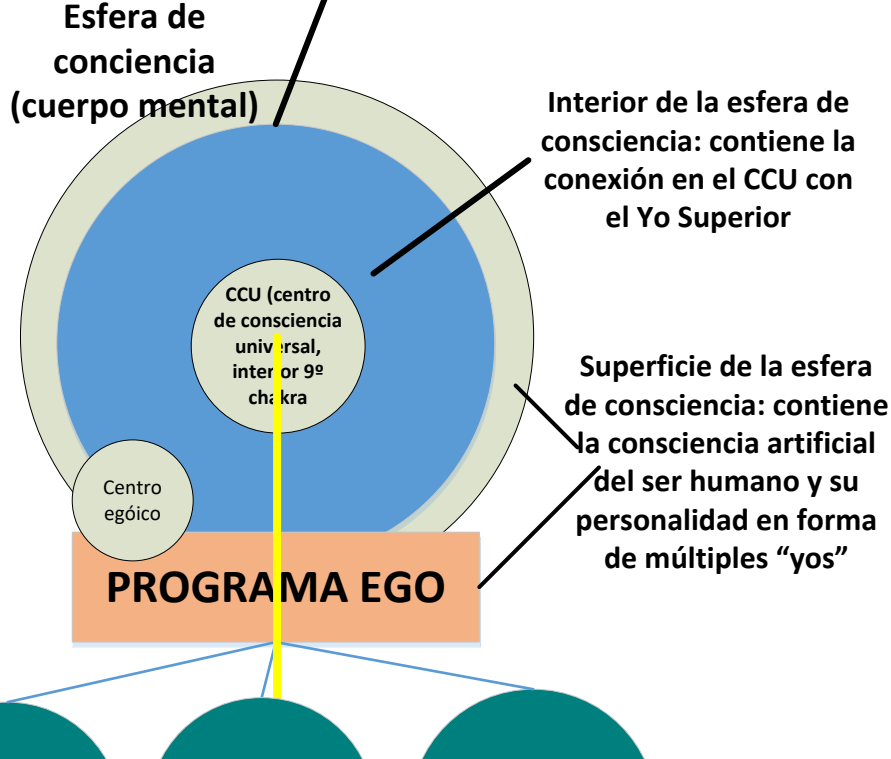 Esfera de
conciencia
(cuerpo mental)
Interior de la esfera de
consciencia: contiene la
conexión en el CCU con
el Yo Superior
CCU (centro
de consciencia
universal,
interior 9º
chakra
Superficie de la esfera
de consciencia: contiene
la consciencia artificial
del ser humano y su
personalidad en forma
de múltiples “yos”
Centro
egóico
PROGRAMA EGO